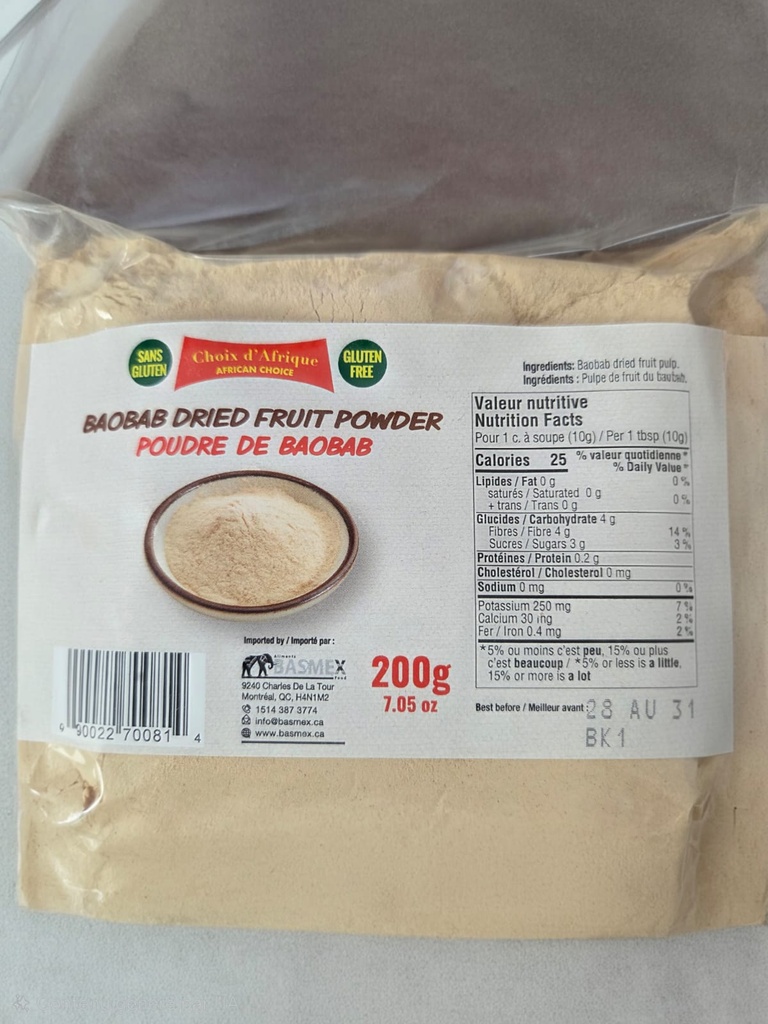 SANS
GLUTEN
Choix d'Afrique
AFRICAN CHOICE
GLUTEN
FREE
BAOBAB DRIED FRUIT POWDER
POUDRE DE BAOBAB
Imported by / Importé par :
Aliments
BASMEX
Food
9240 Charles De La Tour
Montréal, QC, H4N1M2
1514 387 3774
info@basmex.ca
www.basmex.ca
200g
7.05 oz
9 90022 70081 4
Ingredients: Baobab dried fruit pulp.
Ingrédients : Pulpe de fruit du baobab.
Valeur nutritive
Nutrition Facts
Pour 1 c. à soupe (10g) / Per 1 tbsp (10g)
Calories 25 % valeur quotidienne*
% Daily Value*
Lipides / Fat 0 g 0 %
saturés / Saturated 0 g 0 %
+ trans / Trans 0 g
Glucides / Carbohydrate 4 g
Fibres / Fibre 4 g 14 %
Sucres / Sugars 3 g 3 %
Protéines / Protein 0.2 g
Cholestérol / Cholesterol 0 mg
Sodium 0 mg 0 %
Potassium 250 mg 7 %
Calcium 30 mg 2 %
Fer / Iron 0.4 mg 2 %
*5% ou moins c'est peu, 15% ou plus
c'est beaucoup / *5% or less is a little,
15% or more is a lot
Best before / Meilleur avant : 28 AU 31
BK1